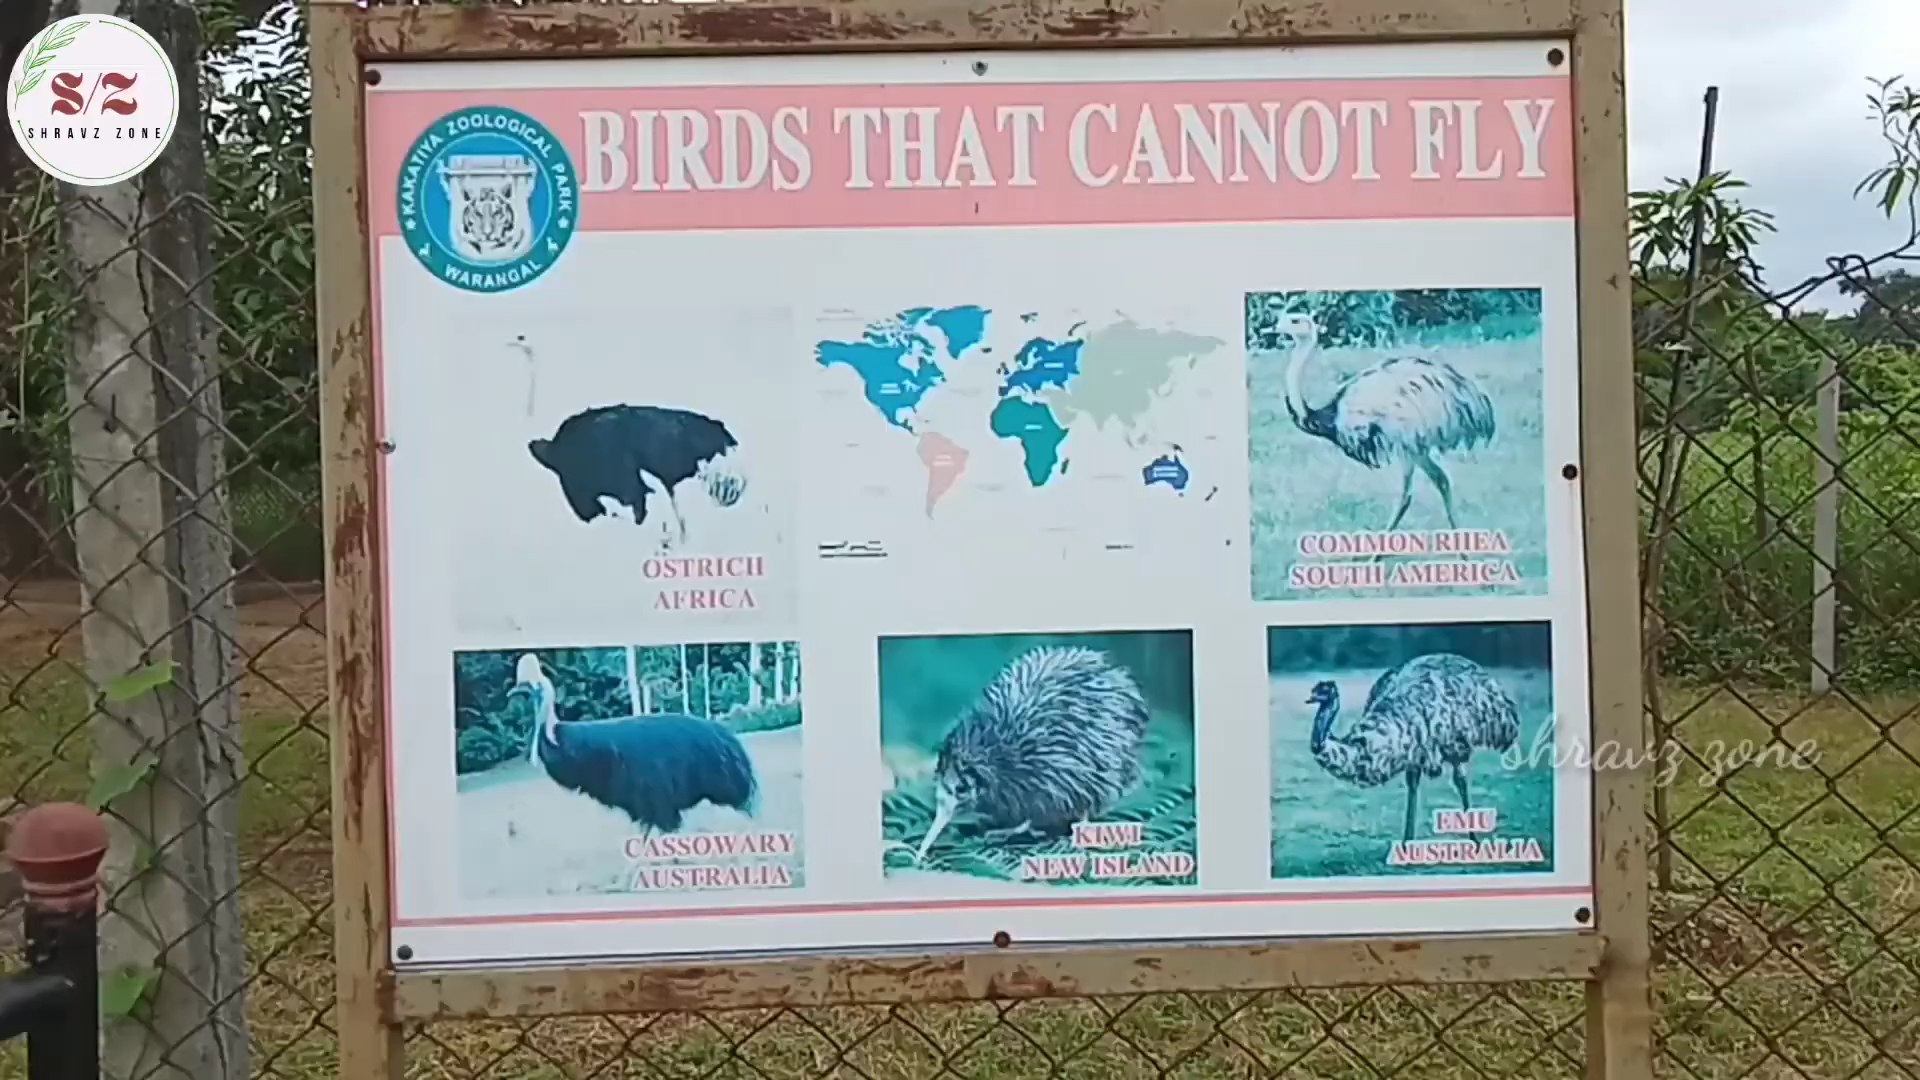 S/Z
SHRAVZ ZONE
BIRDS THAT CANNOT FLY
KAKATIYA ZOOLOGICAL PARK
WARANGAL
OSTRICH
AFRICA
COMMON RHEA
SOUTH AMERICA
CASSOWARY
AUSTRALIA
KIWI
NEW ISLAND
EMU
AUSTRALIA
shravz zone